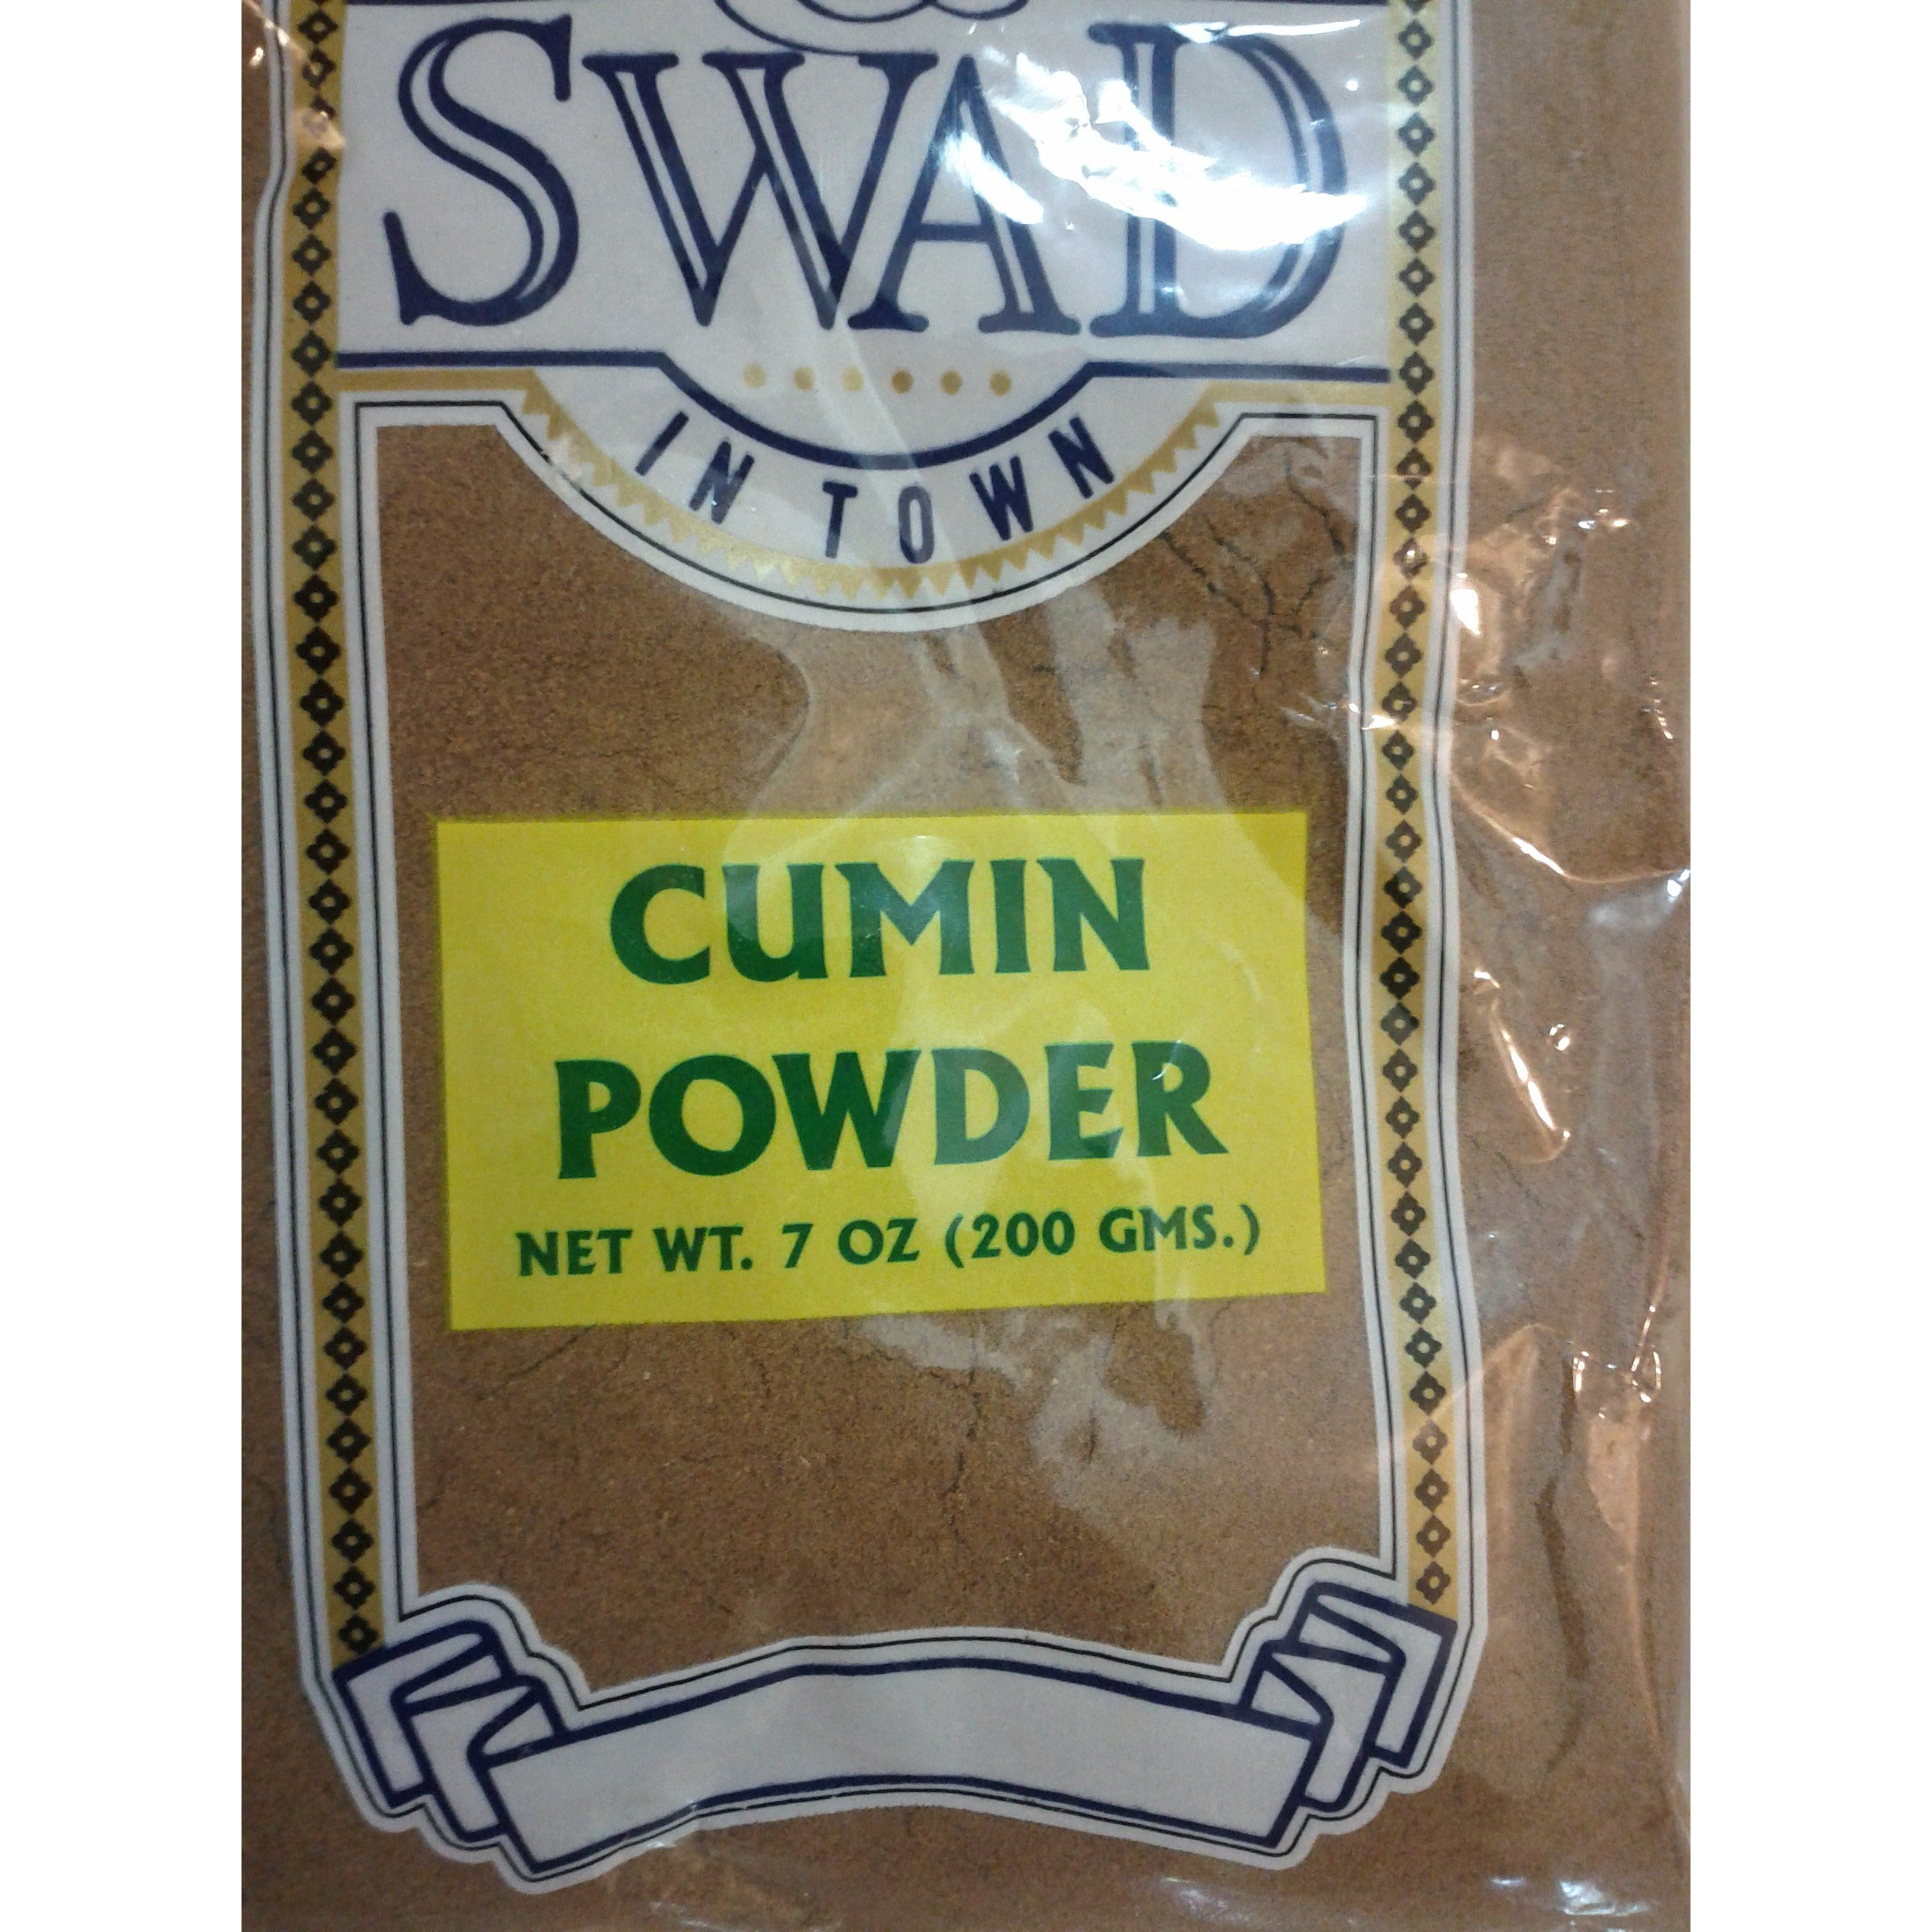 SWAD
IN TOWN
CUMIN
POWDER
NET WT. 7 OZ (200 GMS.)